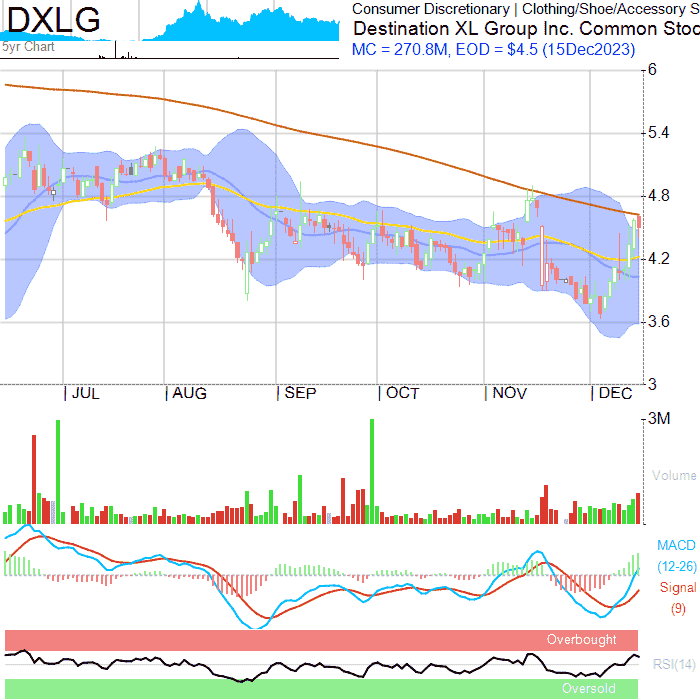 DXLG
Consumer Discretionary | Clothing/Shoe/Accessory S
Destination XL Group Inc. Common Stoc
MC = 270.8M, EOD = $4.5 (15Dec2023)
5yr Chart
6
5.4
4.8
4.2
3.6
3
JUL
AUG
SEP
OCT
NOV
DEC
3M
Volume
MACD
(12-26)
Signal
(9)
Overbought
RSI(14)
Oversold